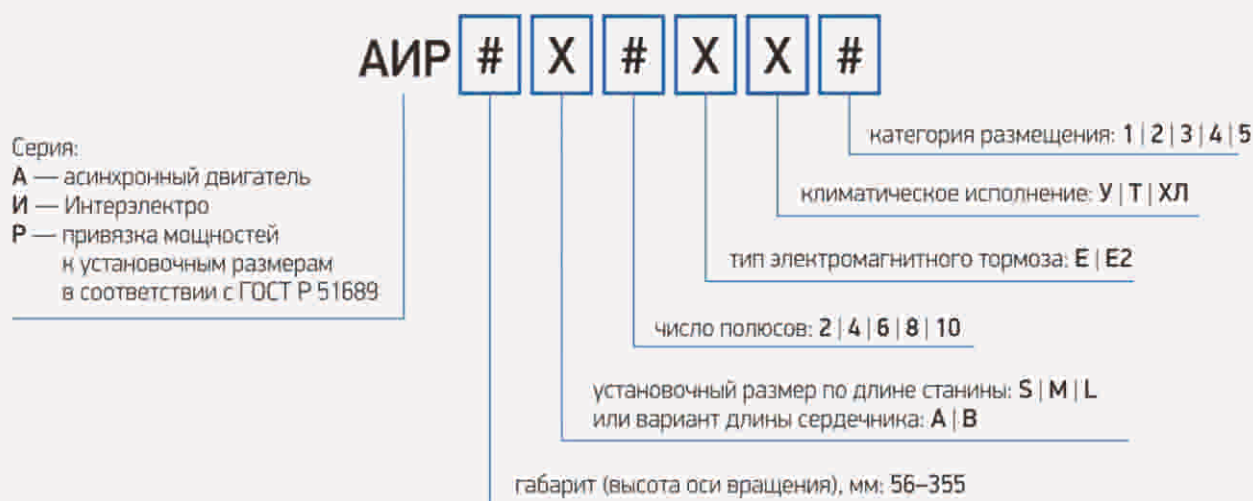 АИР # X # X X #
категория размещения: 1 | 2 | 3 | 4 | 5
Серия:
А — асинхронный двигатель
И — Интерэлектро
Р — привязка мощностей
к установочным размерам
в соответствии с ГОСТ Р 51689
климатическое исполнение: У | Т | ХЛ
тип электромагнитного тормоза: Е | Е2
число полюсов: 2 | 4 | 6 | 8 | 10
установочный размер по длине станины: S | M | L
или вариант длины сердечника: А | В
габарит (высота оси вращения), мм: 56–355